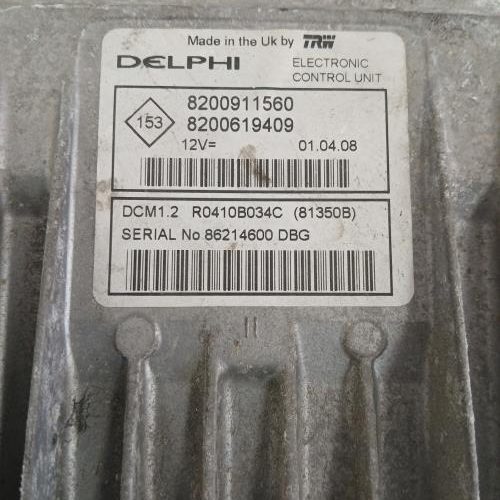 Made in the Uk by TRW
DELPHI
ELECTRONIC
CONTROL UNIT
153
8200911560
8200619409
12V= 01.04.08
DCM1.2 R0410B034C (81350B)
SERIAL No 86214600 DBG